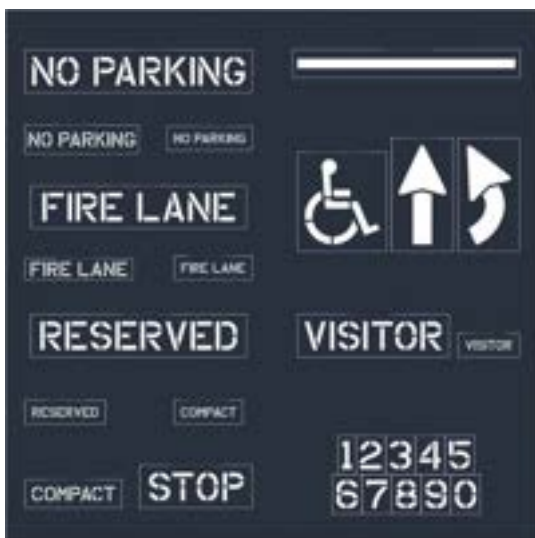 NO PARKING
NO PARKING NO PARKING
FIRE LANE
FIRE LANE FIRE LANE
RESERVED
VISITOR VISITOR
RESERVED COMPACT
COMPACT STOP
12345
67890